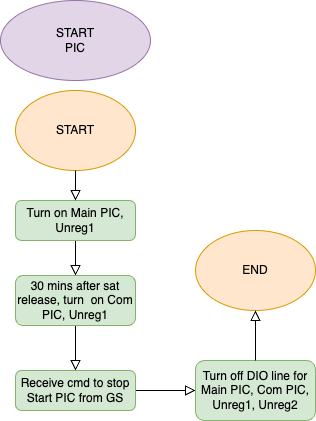 START
PIC
START
Turn on Main PIC,
Unreg1
30 mins after sat
release, turn on Com
PIC, Unreg1
Receive cmd to stop
Start PIC from GS
END
Turn off DIO line for
Main PIC, Com PIC,
Unreg1, Unreg2